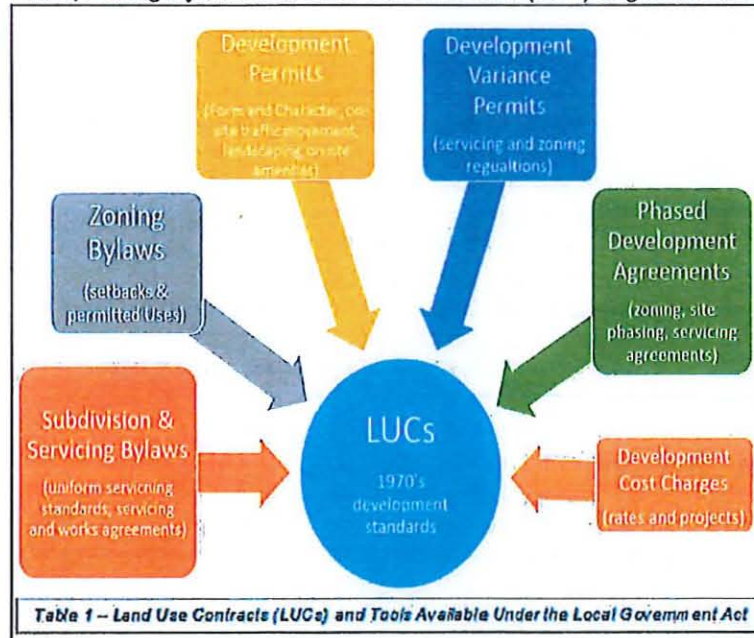 Development
Permits
(Form and Character, on-
site traffic movement,
landscaping, on site
amenities)
Development
Variance
Permits
(servicing and zoning
regualtions)
Zoning
Bylaws
(setbacks &
permitted Uses)
Phased
Development
Agreements
(zoning, site
phasing, servicing
agreements)
Subdivision &
Servicing Bylaws
(uniform servicning
standards, servicing
and works agreements)
LUCs
1970's
development
standards
Development
Cost Charges
(rates and projects)
Table 1 – Land Use Contracts (LUCs) and Tools Available Under the Local Government Act